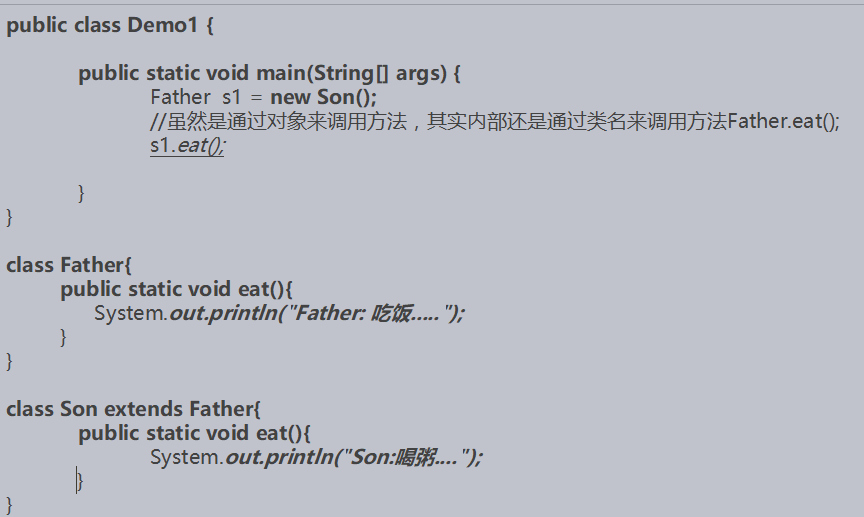 public class Demo1 {
public static void main(String[] args) {
Father  s1 = new Son();
//虽然是通过对象来调用方法，其实内部还是通过类名来调用方法Father.eat();
s1.eat();
}
}
class Father{
public static void eat(){
System.out.println("Father: 吃饭.....");
}
}
class Son extends Father{
public static void eat(){
System.out.println("Son:喝粥....");
}
}